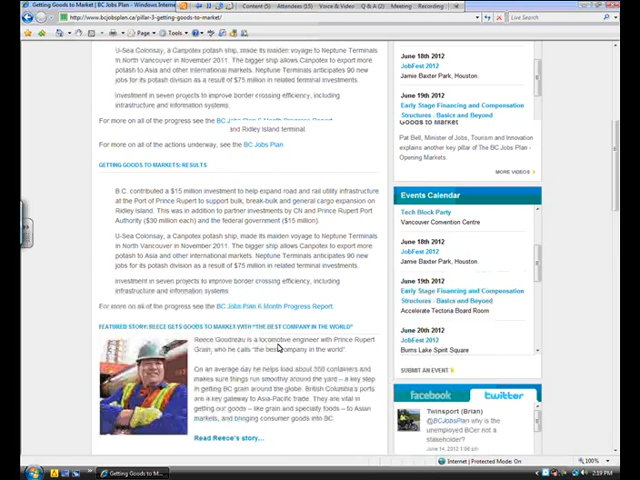 Getting Goods to Market | BC Jobs Plan - Windows Intern
Content (5)
Attendees (15)
Voice & Video
Q & A (2)
Meeting
Recording
http://www.bcjobsplan.ca/pillar-3-getting-goods-to-market/
Live Search
Page
Tools
U-Sea Colonsay, a Canpotex potash ship, made its maiden voyage to Neptune Terminals
in North Vancouver in November 2011. The bigger ship allows Canpotex to export more
potash to Asia and other international markets. Neptune Terminals anticipates 90 new
jobs for its potash division as a result of $75 million in related terminal investments.
Investment in seven projects to improve border crossing efficiency, including
infrastructure and information systems.
For more on all of the progress see the BC Jobs Plan 6 Month Progress Report
and Ridley Island terminal
For more on all of the actions underway, see the BC Jobs Plan
GETTING GOODS TO MARKETS: RESULTS
B.C. contributed a $15 million investment to help expand road and rail utility infrastructure
at the Port of Prince Rupert to support bulk, break-bulk and general cargo expansion on
Ridley Island. This was in addition to partner investments by CN and Prince Rupert Port
Authority ($30 million each) and the federal government ($15 million).
U-Sea Colonsay, a Canpotex potash ship, made its maiden voyage to Neptune Terminals
in North Vancouver in November 2011. The bigger ship allows Canpotex to export more
potash to Asia and other international markets. Neptune Terminals anticipates 90 new
jobs for its potash division as a result of $75 million in related terminal investments.
Investment in seven projects to improve border crossing efficiency, including
infrastructure and information systems.
For more on all of the progress see the BC Jobs Plan 6 Month Progress Report.
FEATURED STORY: REECE GETS GOODS TO MARKET WITH "THE BEST COMPANY IN THE WORLD"
Reece Goudreau is a locomotive engineer with Prince Rupert
Grain, who he calls "the best company in the world".
On an average day he helps load about 350 containers and
makes sure things run smoothly around the yard – a key step
in getting BC grain around the globe. British Columbia's ports
are a key gateway to Asia-Pacific trade. They are vital in
getting our goods – like grain and specialty foods – to Asian
markets, and bringing consumer goods into BC.
Read Reece's story...
June 18th 2012
JobFest 2012
Jamie Baxter Park, Houston.
June 19th 2012
Early Stage Financing and Compensation
Structures - Basics and Beyond
Goods to Market
Pat Bell, Minister of Jobs, Tourism and Innovation
explains another key pillar of The BC Jobs Plan -
Opening Markets.
MORE VIDEOS
Events Calendar
Tech Block Party
Vancouver Convention Centre
June 18th 2012
JobFest 2012
Jamie Baxter Park, Houston.
June 19th 2012
Early Stage Financing and Compensation
Structures - Basics and Beyond
Accelerate Tectoria Board Room
June 20th 2012
JobFest 2012
Burns Lake Spirit Square
SUBMIT AN EVENT
facebook
twitter
Twinsport (Brian)
@BCJobsPlan why is the
unemployed BCer not a
stakeholder?
June 14, 2012
Internet | Protected Mode: On
100%
Getting Goods to M...
2:19 PM